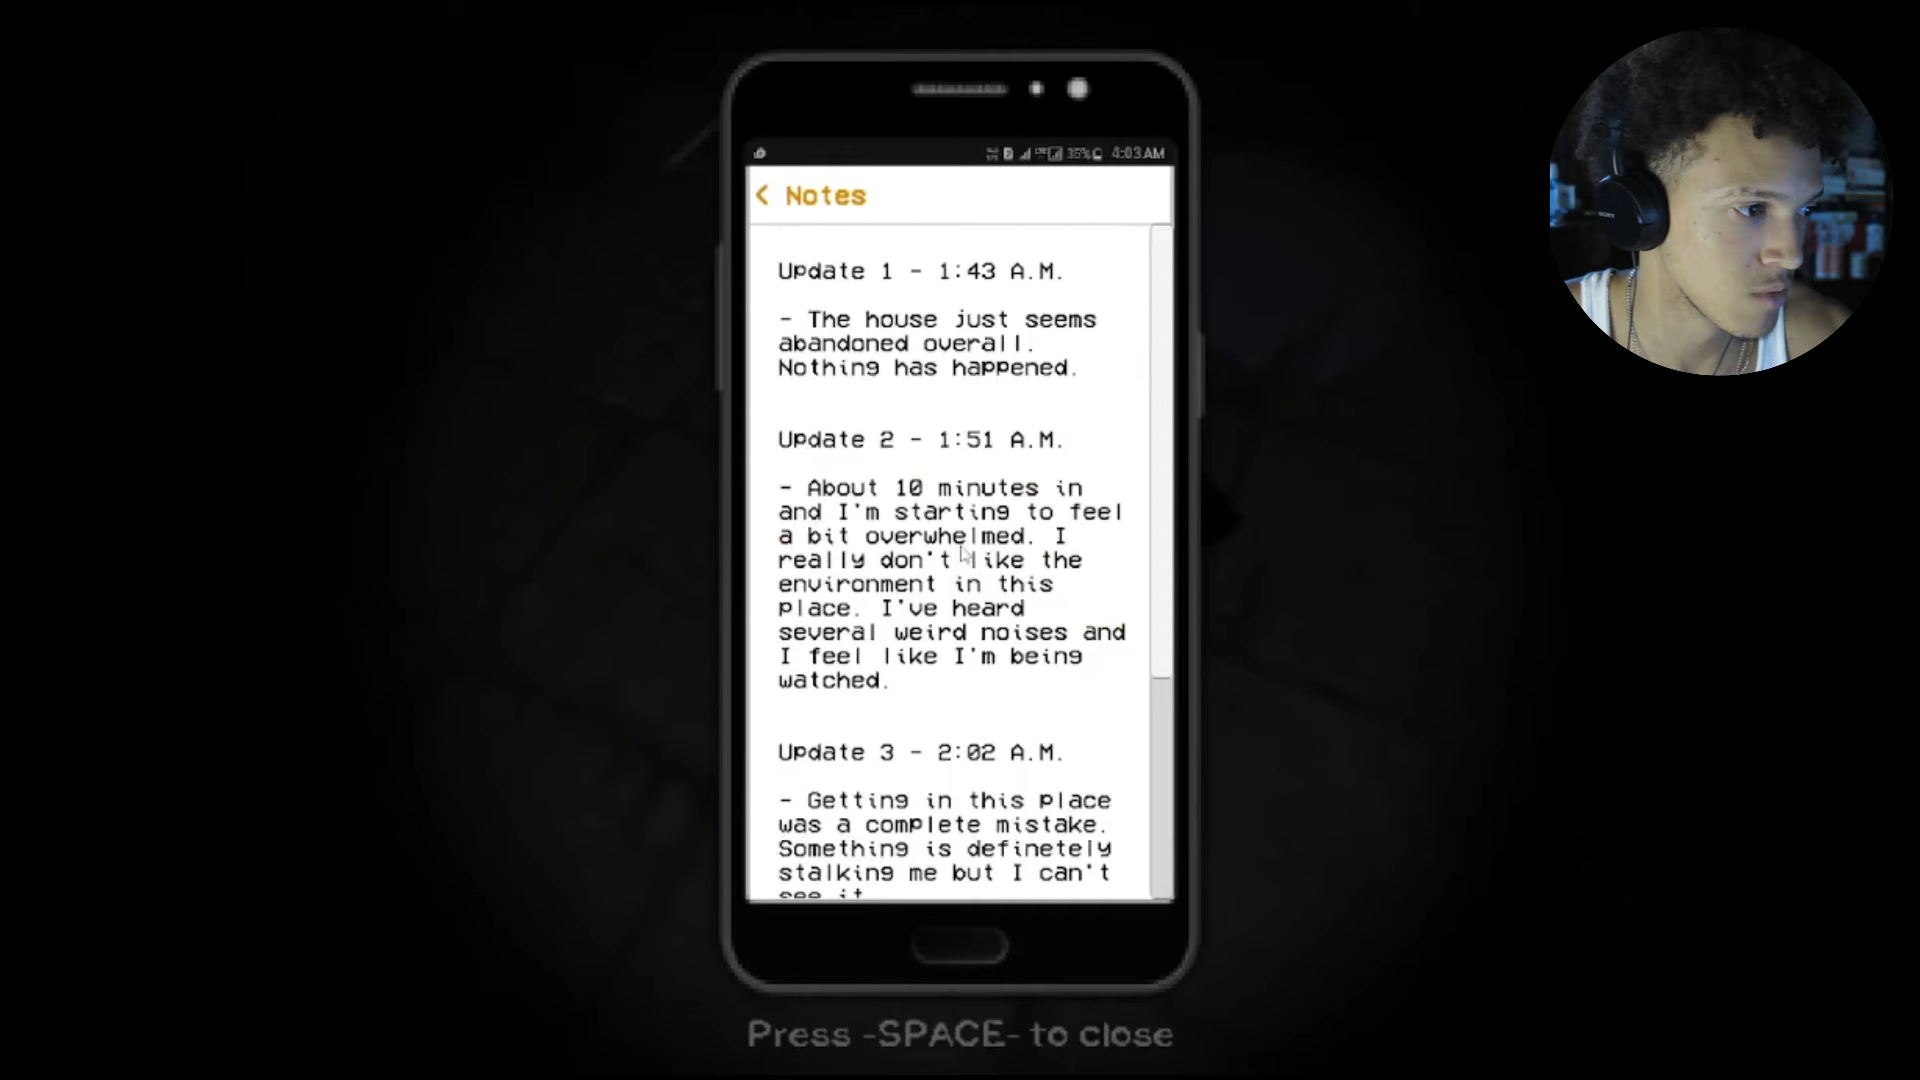 35% 4:03 AM
< Notes
Update 1 - 1:43 A.M.
- The house just seems
abandoned overall.
Nothing has happened.
Update 2 - 1:51 A.M.
- About 10 minutes in
and I'm starting to feel
a bit overwhelmed. I
really don't like the
environment in this
place. I've heard
several weird noises and
I feel like I'm being
watched.
Update 3 - 2:02 A.M.
- Getting in this place
was a complete mistake.
Something is definetely
stalking me but I can't
see it
Press -SPACE- to close
SONY